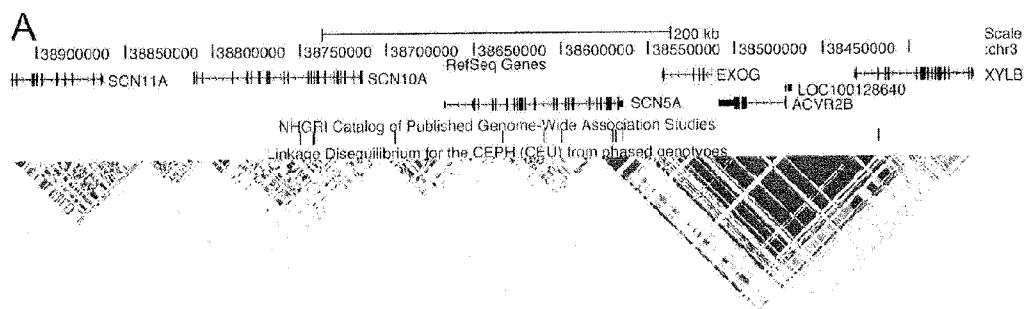 A
200 kb Scale
38900000 38850000 38800000 38750000 38700000 38650000 38600000 38550000 38500000 38450000 :chr3
RefSeq Genes
SCN11A SCN10A EXOG XYLB
LOC100128640
SCN5A ACVR2B
NHGRI Catalog of Published Genome-Wide Association Studies
Linkage Disequilibrium for the CEPH (CEU) from phased genotypes